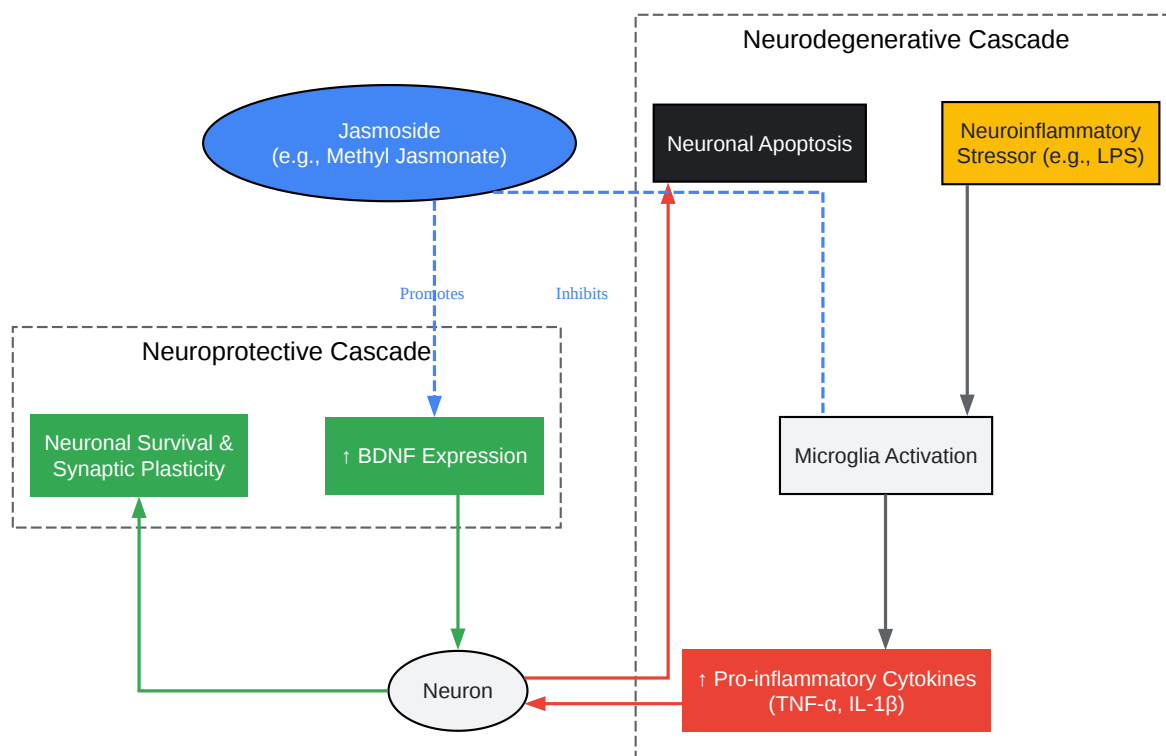 Neurodegenerative Cascade
Jasmoside
(e.g., Methyl Jasmonate)
Neuronal Apoptosis
Neuroinflammatory
Stressor (e.g., LPS)
Promotes
Inhibits
Neuroprotective Cascade
Neuronal Survival &
Synaptic Plasticity
↑ BDNF Expression
Microglia Activation
Neuron
↑ Pro-inflammatory Cytokines
(TNF-α, IL-1β)